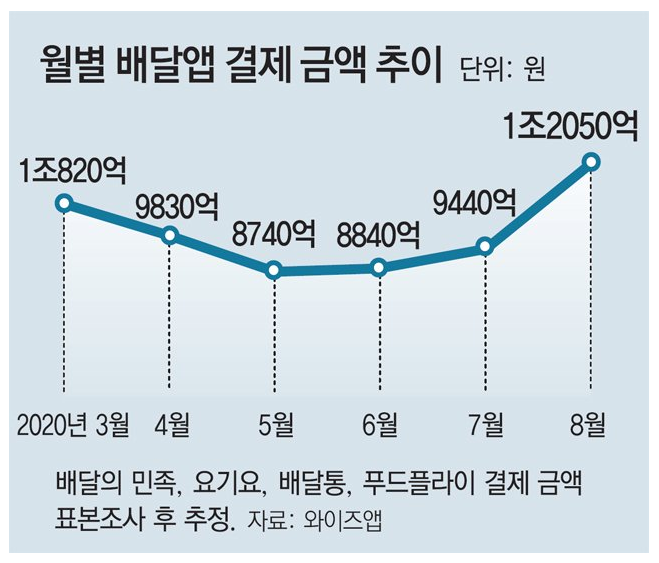 월별 배달앱 결제 금액 추이 단위: 원
1조2050억
1조820억
9830억
8740억
8840억
9440억
2020년 3월 4월 5월 6월 7월 8월
배달의 민족, 요기요, 배달통, 푸드플라이 결제 금액
표본조사 후 추정. 자료: 와이즈앱